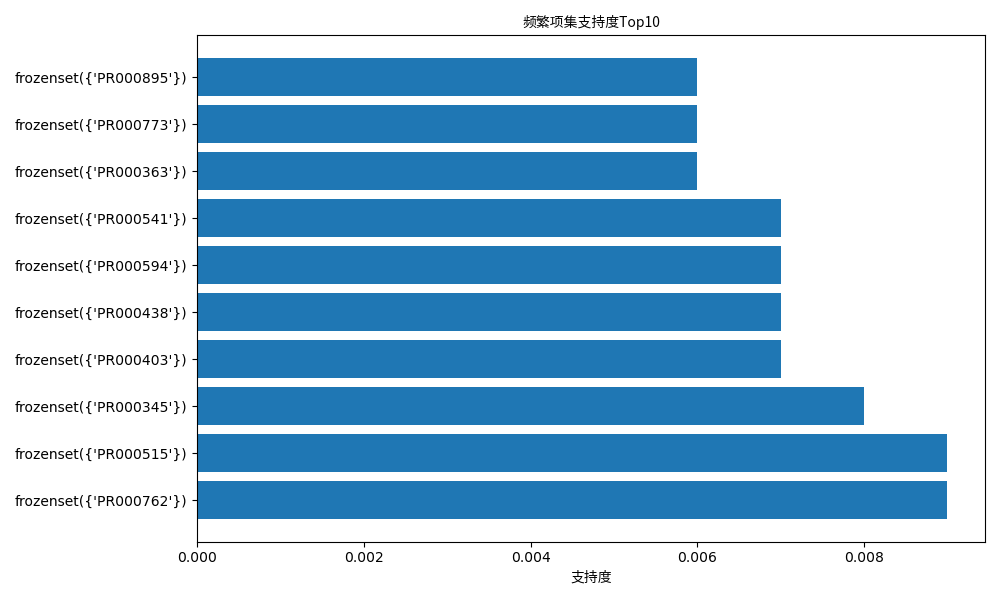 频繁项集支持度Top10
frozenset({'PR000895'})
frozenset({'PR000773'})
frozenset({'PR000363'})
frozenset({'PR000541'})
frozenset({'PR000594'})
frozenset({'PR000438'})
frozenset({'PR000403'})
frozenset({'PR000345'})
frozenset({'PR000515'})
frozenset({'PR000762'})
0.000 0.002 0.004 0.006 0.008
支持度